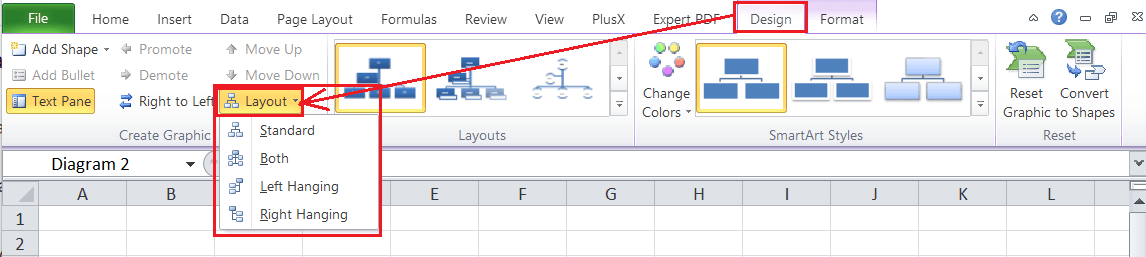 File Home Insert Data Page Layout Formulas Review View PlusX Expert PDF Design Format
Add Shape Promote Move Up
Add Bullet Demote Move Down
Text Pane Right to Left Layout
Change Colors
Reset Graphic
Convert to Shapes
Create Graphic Layouts SmartArt Styles Reset
Standard
Both
Left Hanging
Right Hanging
Diagram 2
A B E F G H I J K L
1
2